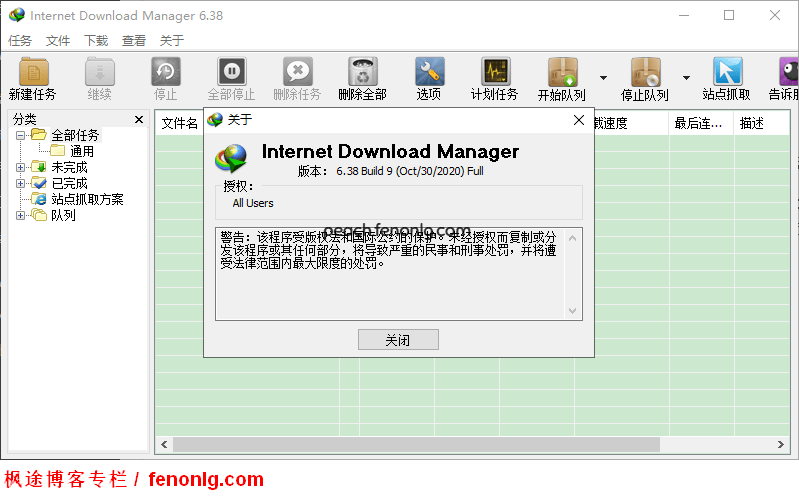 Internet Download Manager 6.38
任务 文件 下载 查看 关于
新建任务 继续 停止 全部停止 删除任务 删除全部 选项 计划任务 开始队列 停止队列 站点抓取 告诉朋
分类
全部任务
通用
未完成
已完成
站点抓取方案
队列
文件名 载速度 最后连... 描述
关于
Internet Download Manager
版本: 6.38 Build 9 (Oct/30/2020) Full
授权:
All Users
peach.fenonlg.com
警告: 该程序受版权法和国际公约的保护。未经授权而复制或分
发该程序或其任何部分，将导致严重的民事和刑事处罚，并将遭
受法律范围内最大限度的处罚。
关闭
枫途博客专栏 / fenonlg.com